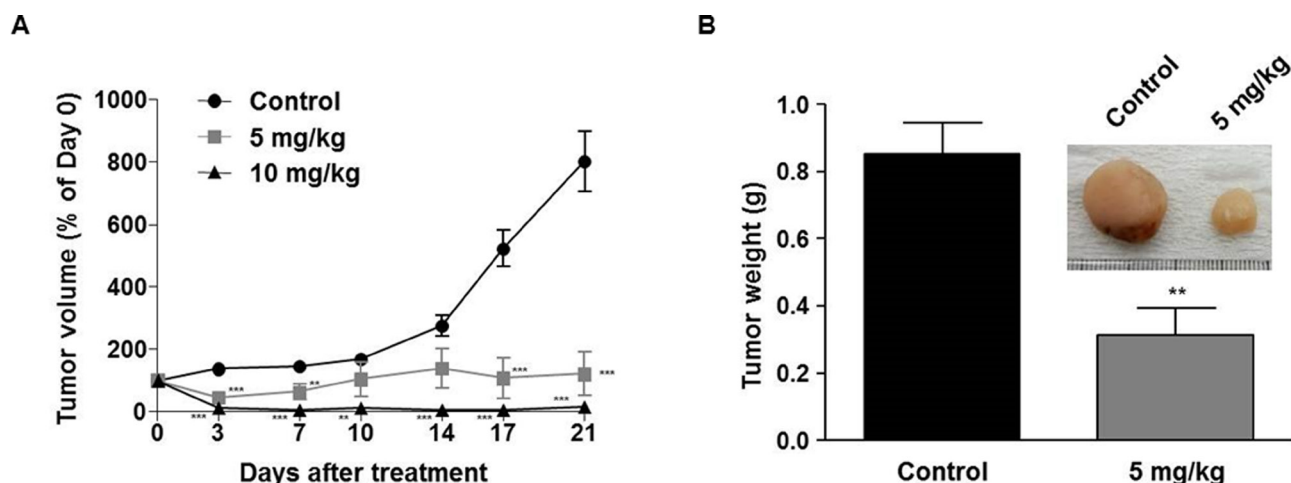 A
Tumor volume (% of Day 0)
1000
800
600
400
200
0
Control
5 mg/kg
10 mg/kg
***
**
***
***
***
***
**
***
***
***
0
3
7
10
14
17
21
Days after treatment
B
Tumor weight (g)
1.0
0.8
0.6
0.4
0.2
0.0
Control
5 mg/kg
**
Control
5 mg/kg